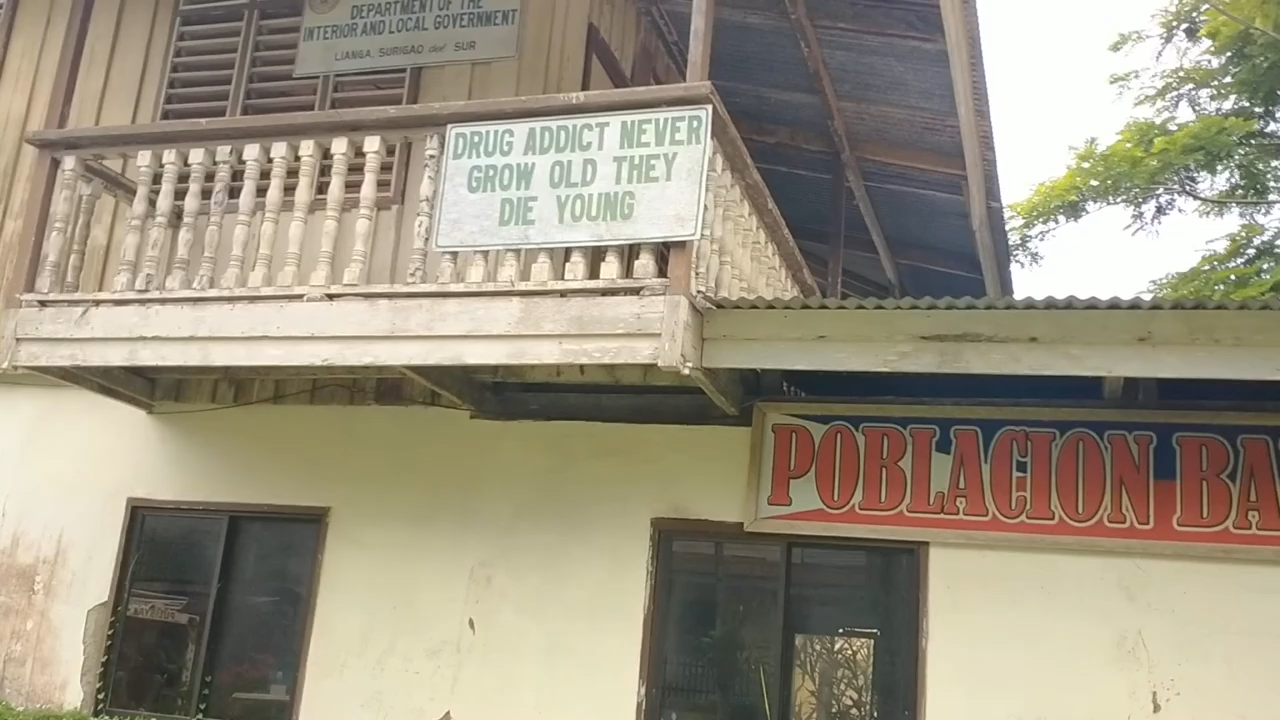 DEPARTMENT OF THE
INTERIOR AND LOCAL GOVERNMENT
LIANGA, SURIGAO del SUR
DRUG ADDICT NEVER
GROW OLD THEY
DIE YOUNG
POBLACION BA